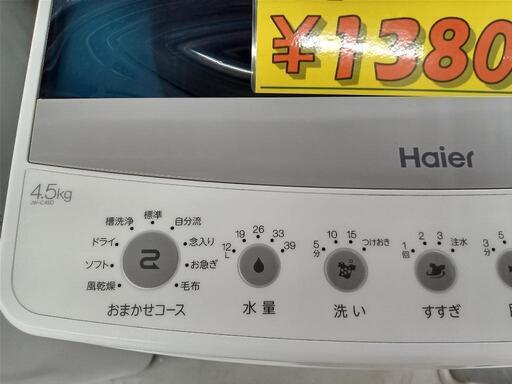 ¥1380
Haier
4.5kg
JW-C45D
槽洗浄 標準 自分流
ドライ 念入り
ソフト お急ぎ
風乾燥 毛布
おまかせコース
12L 19 26 33 39
水量
5分 10 15 つけおき
洗い
1回 2 3 注水
すすぎ
3分 5